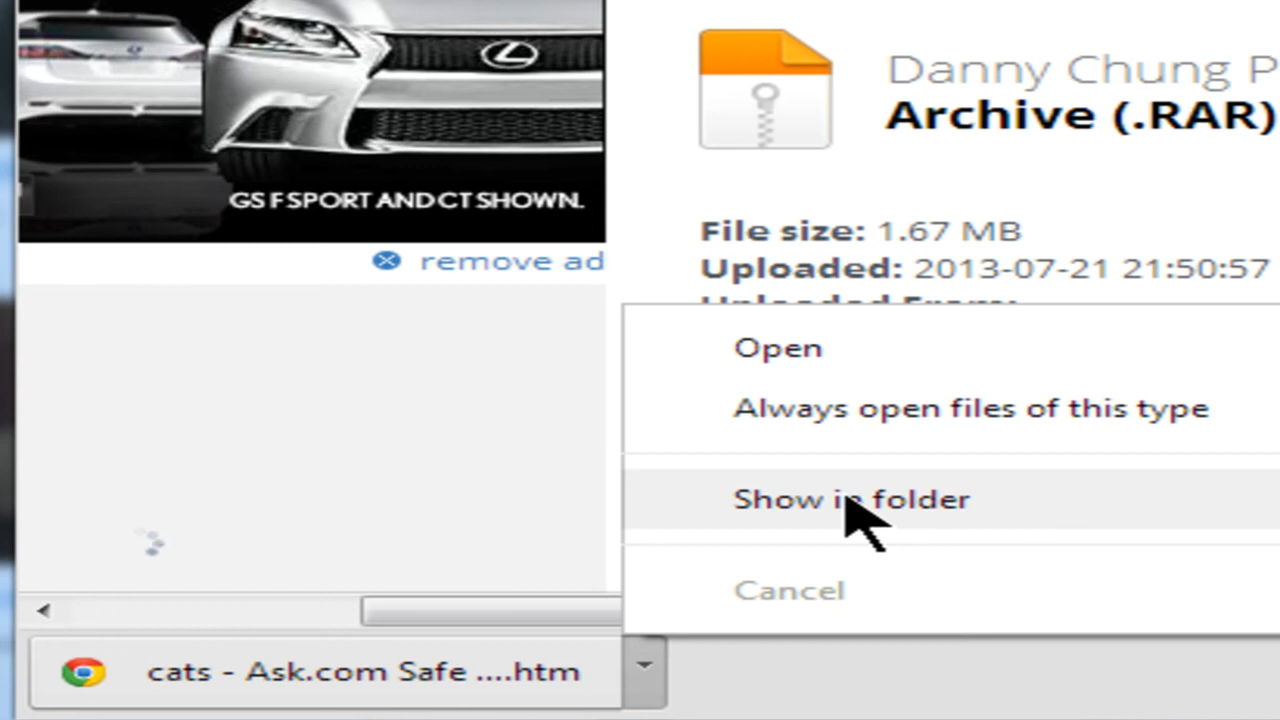 GS F SPORT AND CT SHOWN.
remove ad
Danny Chung P
Archive (.RAR)
File size: 1.67 MB
Uploaded: 2013-07-21 21:50:57
Open
Always open files of this type
Show in folder
Cancel
cats - Ask.com Safe ....htm